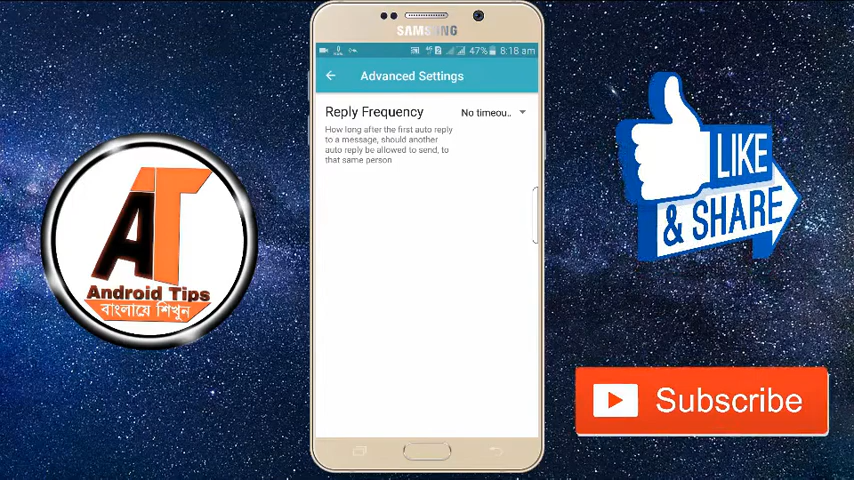 SAMSUNG
47% 8:18 am
Advanced Settings
Reply Frequency
No timeou..
How long after the first auto reply
to a message, should another
auto reply be allowed to send, to
that same person
AT
Android Tips
বাংলায়ে শিখুন
LIKE
& SHARE
Subscribe